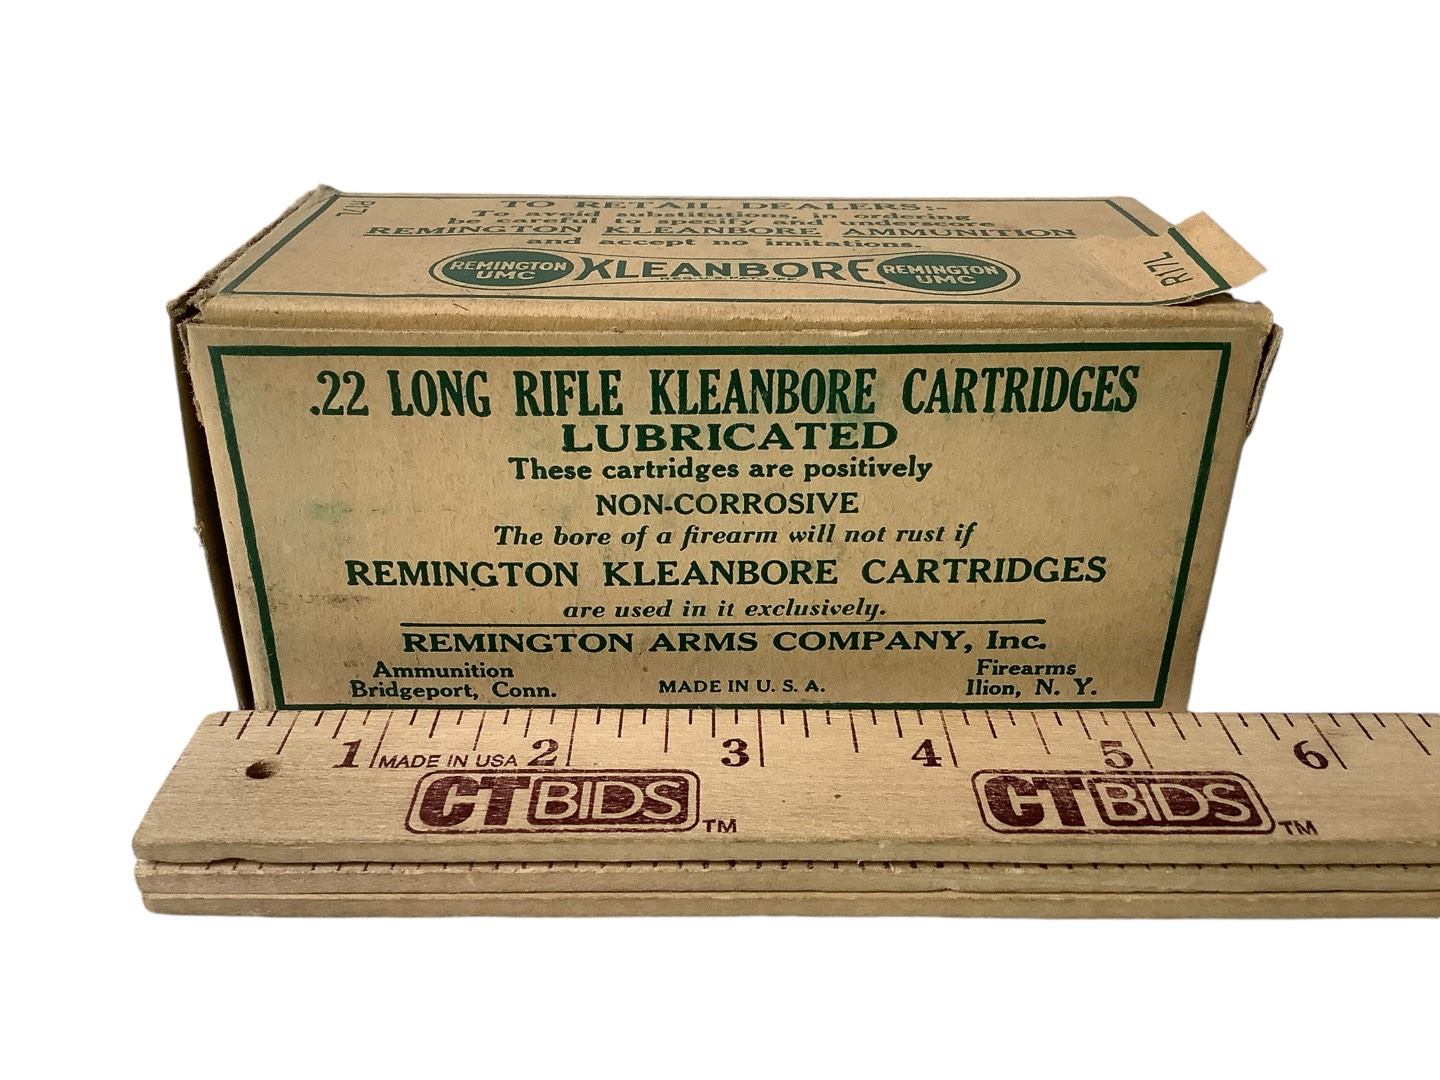 R17L
TO RETAIL DEALERS:-
To avoid substitutions, in ordering
be careful to specify and underscore
REMINGTON KLEANBORE AMMUNITION
and accept no imitations.
REMINGTON UMC
KLEANBORE
REG. U.S. PAT. OFF.
REMINGTON UMC
R17L
.22 LONG RIFLE KLEANBORE CARTRIDGES
LUBRICATED
These cartridges are positively
NON-CORROSIVE
The bore of a firearm will not rust if
REMINGTON KLEANBORE CARTRIDGES
are used in it exclusively.
REMINGTON ARMS COMPANY, Inc.
Ammunition
Bridgeport, Conn.
MADE IN U. S. A.
Firearms
Ilion, N. Y.
1 MADE IN USA 2 3 4 5 6
CTBIDS TM
CTBIDS TM